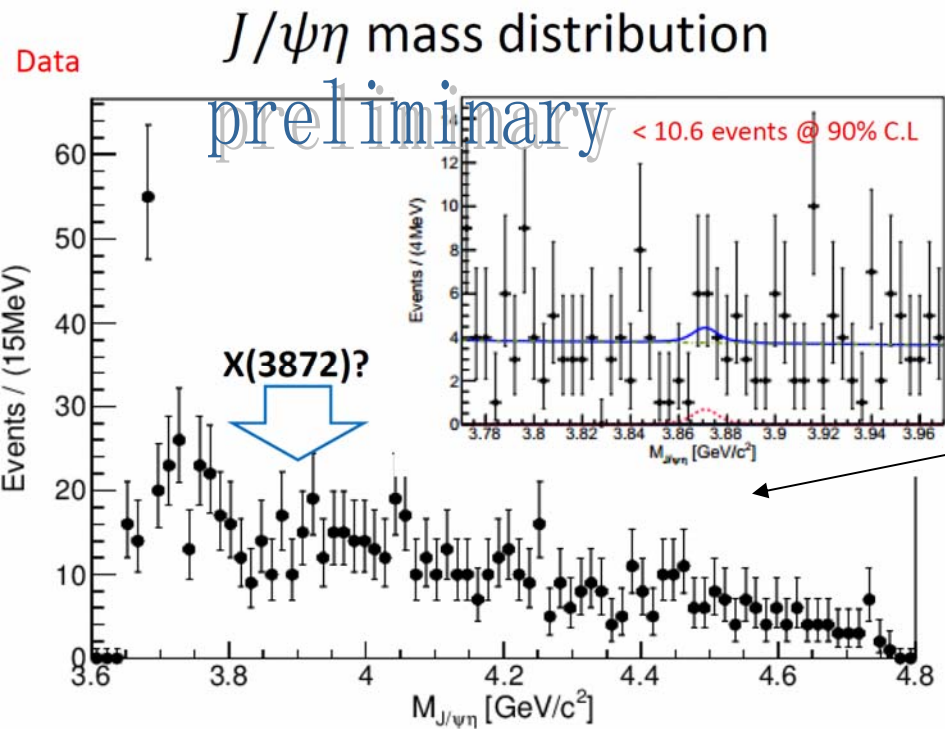 J/ψη mass distribution
Data
preliminary
< 10.6 events @ 90% C.L
X(3872)?
Events / (15MeV)
60
50
40
30
20
10
0
3.6 3.8 4 4.2 4.4 4.6 4.8
M_J/ψη [GeV/c²]
Events / (4MeV)
12
10
8
6
4
2
0
3.78 3.8 3.82 3.84 3.86 3.88 3.9 3.92 3.94 3.96
M_J/ψη [GeV/c²]